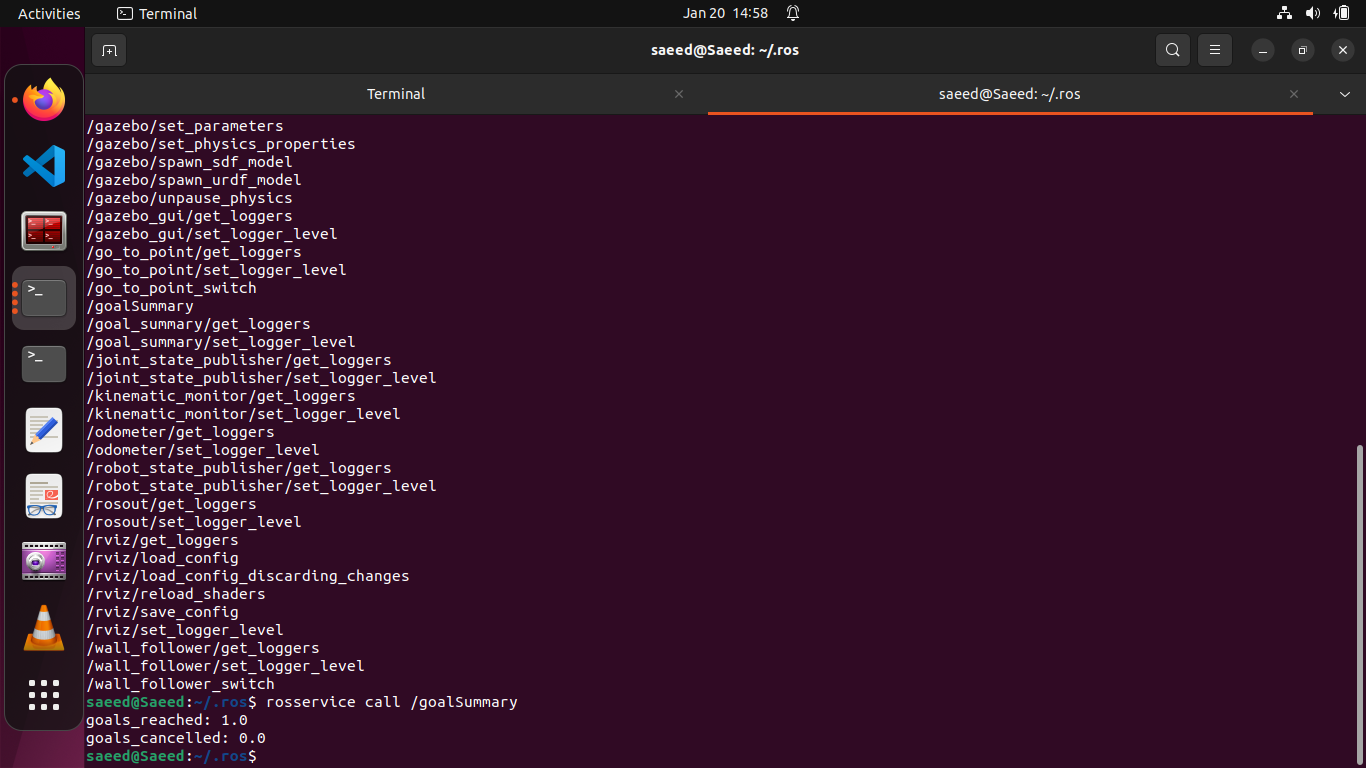 Activities
Terminal
Jan 20 14:58
saeed@Saeed: ~/.ros
Terminal
saeed@Saeed: ~/.ros
/gazebo/set_parameters
/gazebo/set_physics_properties
/gazebo/spawn_sdf_model
/gazebo/spawn_urdf_model
/gazebo/unpause_physics
/gazebo_gui/get_loggers
/gazebo_gui/set_logger_level
/go_to_point/get_loggers
/go_to_point/set_logger_level
/go_to_point_switch
/goalSummary
/goal_summary/get_loggers
/goal_summary/set_logger_level
/joint_state_publisher/get_loggers
/joint_state_publisher/set_logger_level
/kinematic_monitor/get_loggers
/kinematic_monitor/set_logger_level
/odometer/get_loggers
/odometer/set_logger_level
/robot_state_publisher/get_loggers
/robot_state_publisher/set_logger_level
/rosout/get_loggers
/rosout/set_logger_level
/rviz/get_loggers
/rviz/load_config
/rviz/load_config_discarding_changes
/rviz/reload_shaders
/rviz/save_config
/rviz/set_logger_level
/wall_follower/get_loggers
/wall_follower/set_logger_level
/wall_follower_switch
saeed@Saeed:~/.ros$ rosservice call /goalSummary
goals_reached: 1.0
goals_cancelled: 0.0
saeed@Saeed:~/.ros$